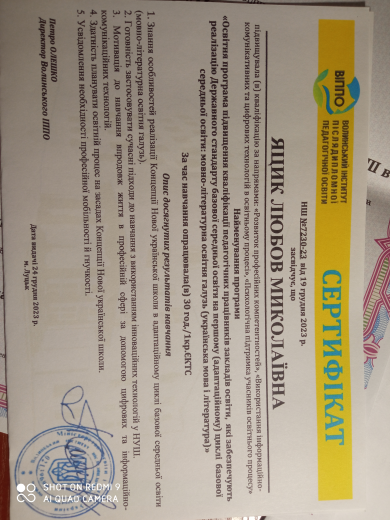 ВІППО
ВОЛИНСЬКИЙ ІНСТИТУТ
ПІСЛЯДИПЛОМНОЇ
ПЕДАГОГІЧНОЇ ОСВІТИ
СЕРТИФІКАТ
НШ №7230-23 від 19 грудня 2023 р.
засвідчує, що
ЯЦИК ЛЮБОВ МИКОЛАЇВНА
підвищувала (в) кваліфікацію за напрямами: «Розвиток професійних компетентностей», «Використання інформаційно-
комунікативних та цифрових технологій в освітньому процесі», «Психологічна підтримка учасників освітнього процесу»
Найменування програми
«Освітня програма підвищення кваліфікації педагогічних працівників закладів освіти, які забезпечують
реалізацію Державного стандарту базової середньої освіти на першому (адаптаційному) циклі базової
середньої освіти: мовно-літературна освітня галузь (українська мова і література)»
За час навчання опрацювала(в) 30 год./1кр.ЄКТС
Опис досягнутих результатів навчання
1. Знання особливостей реалізації Концепції Нової української школи в адаптаційному циклі базової середньої освіти
(мовно-літературна освітня галузь).
2. Готовність застосовувати сучасні підходи до навчання з використанням інноваційних технологій у НУШ.
3. Мотивація до навчання впродовж життя в професійній сфері за допомогою цифрових та інформаційно-
комунікаційних технологій.
4. Здатність планувати освітній процес на засадах Концепції Нової української школи.
5. Усвідомлення необхідності професійної мобільності й гнучкості.
Петро ОЛЕШКО
Директор Волинського ІППО
Дата видачі 24 грудня 2023 р.
м. Луцьк
SHOT ON REDMI 9
AI QUAD CAMERA